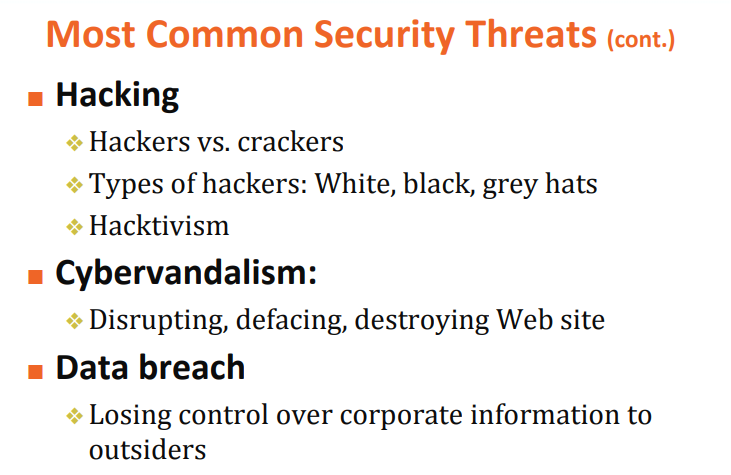 Most Common Security Threats (cont.)
■ Hacking
❖ Hackers vs. crackers
❖ Types of hackers: White, black, grey hats
❖ Hacktivism
■ Cybervandalism:
❖ Disrupting, defacing, destroying Web site
■ Data breach
❖ Losing control over corporate information to
outsiders